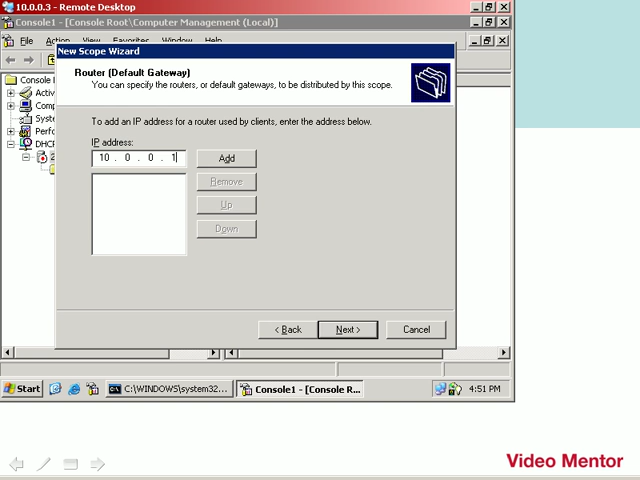 10.0.0.3 - Remote Desktop
Console1 - [Console Root\Computer Management (Local)]
File Action View Favorites Window Help
New Scope Wizard
Router (Default Gateway)
You can specify the routers, or default gateways, to be distributed by this scope.
Console
Activ
Comp
Syste
Perfo
DHCP
2
To add an IP address for a router used by clients, enter the address below.
IP address:
10 . 0 . 0 . 1
Add
Remove
Up
Down
< Back
Next >
Cancel
Start
C:\WINDOWS\system32...
Console1 - [Console R...
4:51 PM
Video Mentor